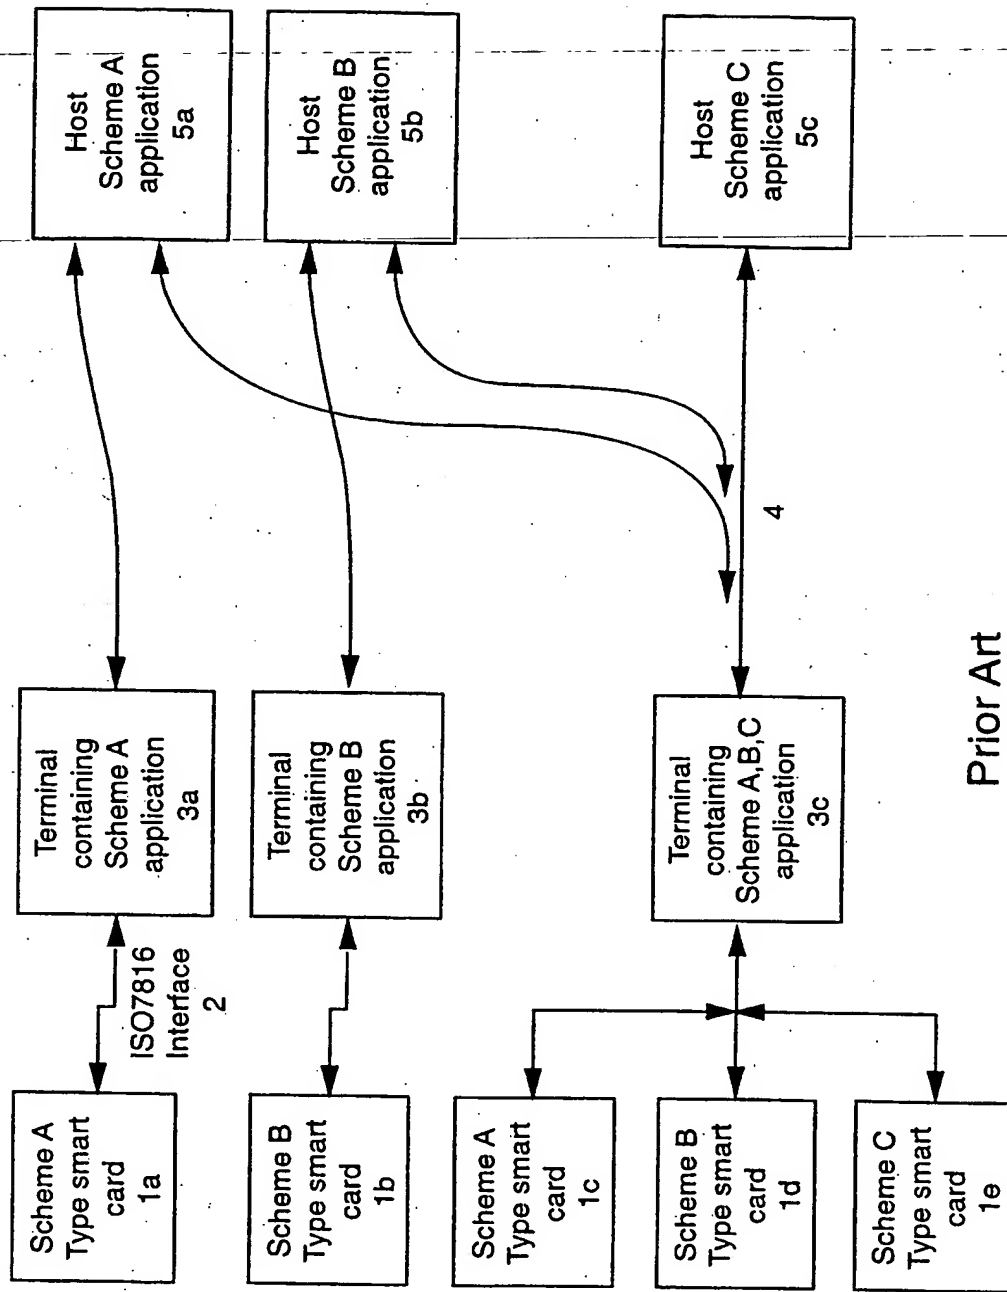 Scheme A
Type smart
card
1a
ISO7816
Interface
2
Terminal
containing
Scheme A
application
3a
Host
Scheme A
application
5a
Scheme B
Type smart
card
1b
Terminal
containing
Scheme B
application
3b
Host
Scheme B
application
5b
Scheme A
Type smart
card
1c
Scheme B
Type smart
card
1d
Scheme C
Type smart
card
1e
Terminal
containing
Scheme A,B,C
application
3c
4
Host
Scheme C
application
5c
Prior Art